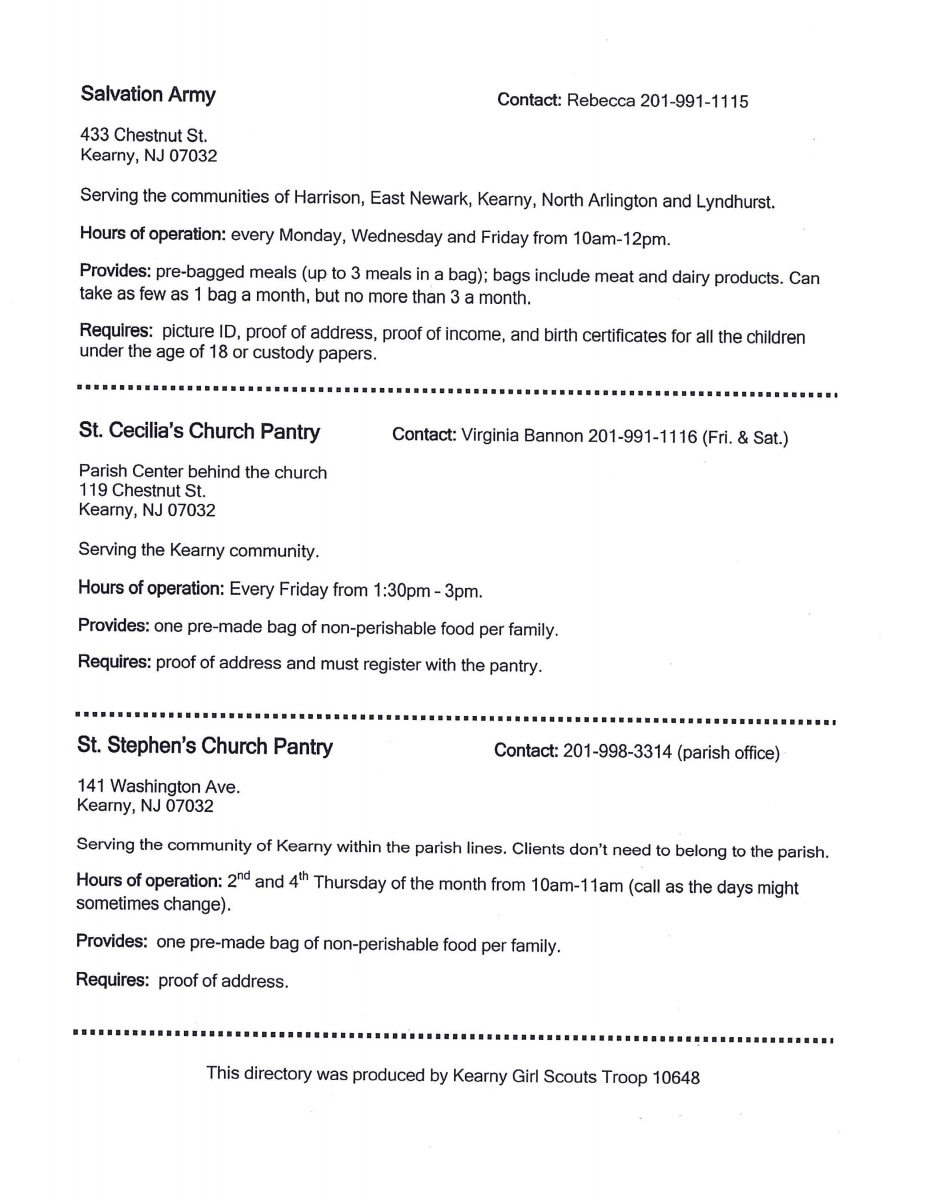 Salvation Army Contact: Rebecca 201-991-1115
433 Chestnut St.
Kearny, NJ 07032
Serving the communities of Harrison, East Newark, Kearny, North Arlington and Lyndhurst.
Hours of operation: every Monday, Wednesday and Friday from 10am-12pm.
Provides: pre-bagged meals (up to 3 meals in a bag); bags include meat and dairy products. Can
take as few as 1 bag a month, but no more than 3 a month.
Requires: picture ID, proof of address, proof of income, and birth certificates for all the children
under the age of 18 or custody papers.
St. Cecilia's Church Pantry Contact: Virginia Bannon 201-991-1116 (Fri. & Sat.)
Parish Center behind the church
119 Chestnut St.
Kearny, NJ 07032
Serving the Kearny community.
Hours of operation: Every Friday from 1:30pm - 3pm.
Provides: one pre-made bag of non-perishable food per family.
Requires: proof of address and must register with the pantry.
St. Stephen's Church Pantry Contact: 201-998-3314 (parish office)
141 Washington Ave.
Kearny, NJ 07032
Serving the community of Kearny within the parish lines. Clients don't need to belong to the parish.
Hours of operation: 2nd and 4th Thursday of the month from 10am-11am (call as the days might
sometimes change).
Provides: one pre-made bag of non-perishable food per family.
Requires: proof of address.
This directory was produced by Kearny Girl Scouts Troop 10648